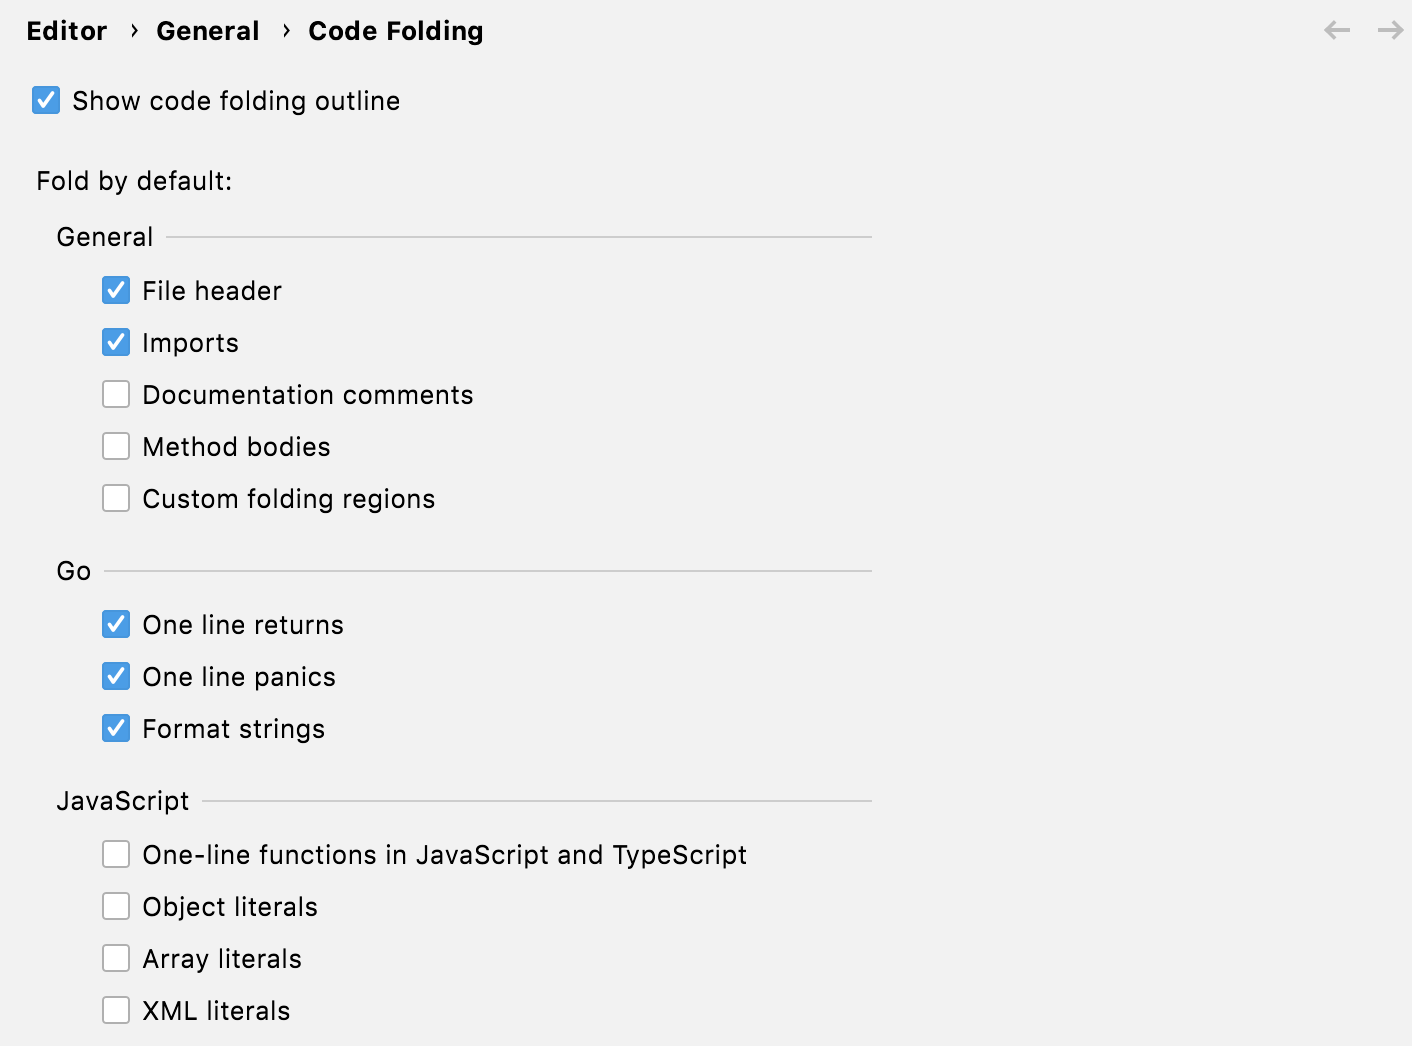 Editor › General › Code Folding
Show code folding outline
Fold by default:
General
File header
Imports
Documentation comments
Method bodies
Custom folding regions
Go
One line returns
One line panics
Format strings
JavaScript
One-line functions in JavaScript and TypeScript
Object literals
Array literals
XML literals